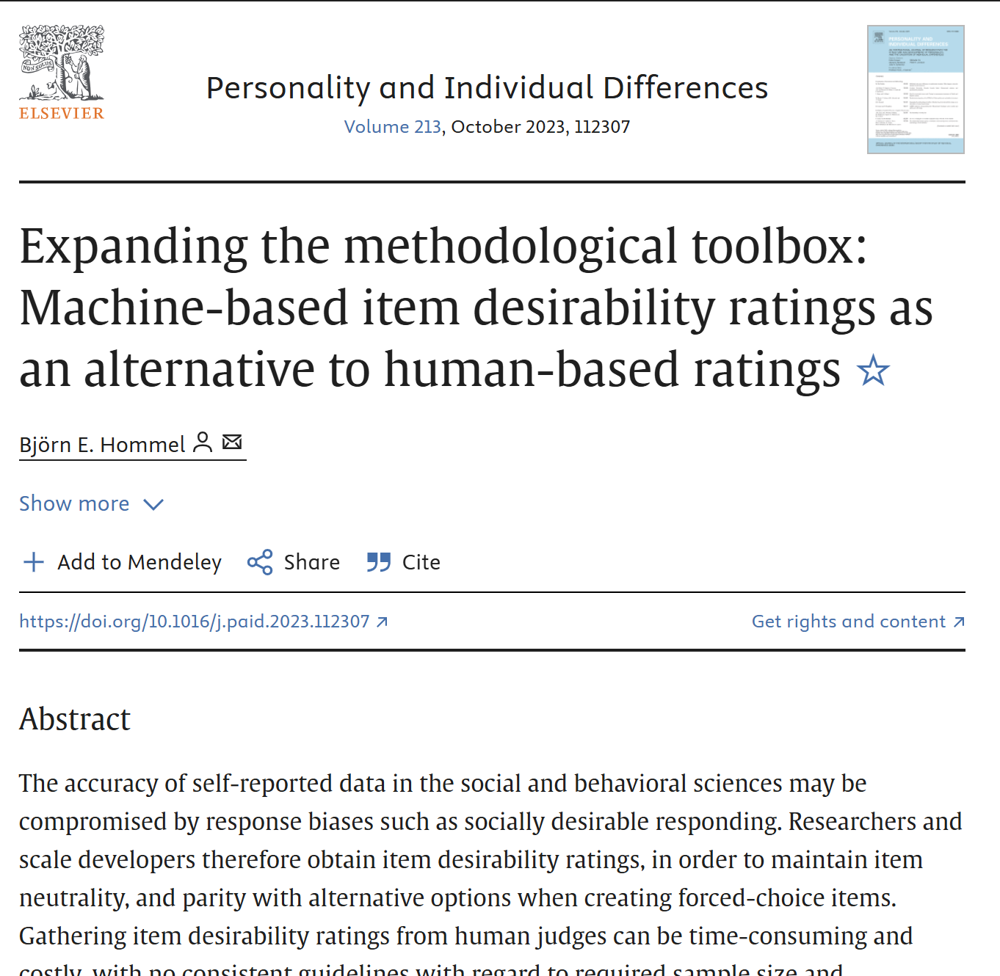 NON SOLUS
ELSEVIER
Personality and Individual Differences
Volume 213, October 2023, 112307
PERSONALITY AND
INDIVIDUAL DIFFERENCES
Expanding the methodological toolbox:
Machine-based item desirability ratings as
an alternative to human-based ratings ☆
Björn E. Hommel
Show more
Add to Mendeley Share Cite
https://doi.org/10.1016/j.paid.2023.112307 Get rights and content
Abstract
The accuracy of self-reported data in the social and behavioral sciences may be
compromised by response biases such as socially desirable responding. Researchers and
scale developers therefore obtain item desirability ratings, in order to maintain item
neutrality, and parity with alternative options when creating forced-choice items.
Gathering item desirability ratings from human judges can be time-consuming and
costly, with no consistent guidelines with regard to required sample size and